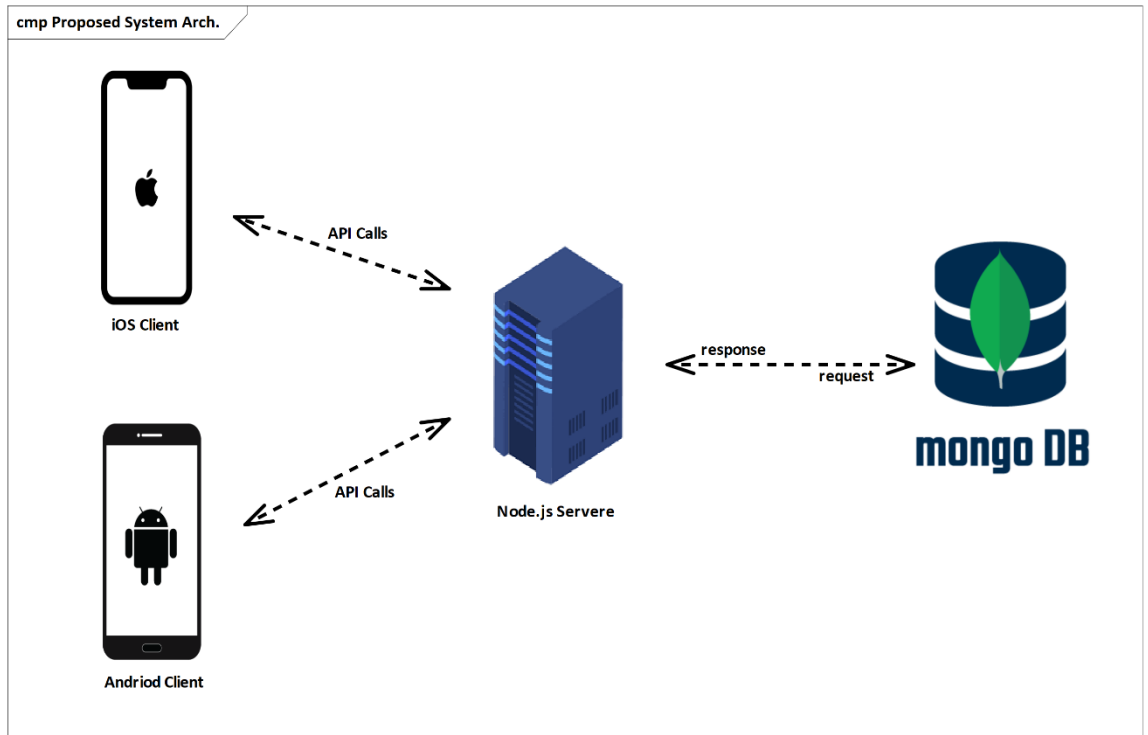 cmp Proposed System Arch.
iOS Client
API Calls
Andriod Client
API Calls
Node.js Servere
response
request
mongo DB